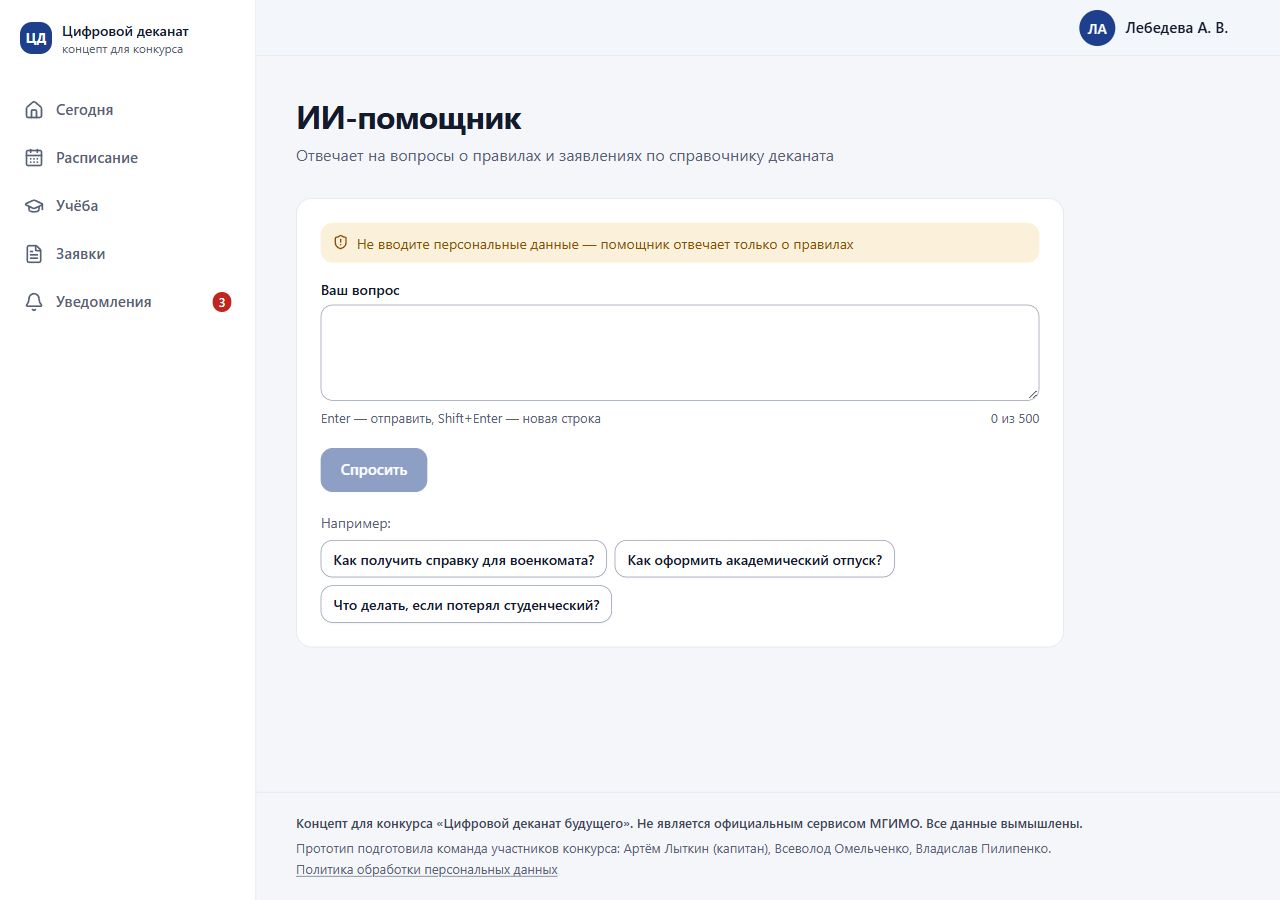 ЦД
Цифровой деканат
концепт для конкурса
ЛА
Лебедева А. В.
Сегодня
Расписание
Учёба
Заявки
Уведомления
3
ИИ-помощник
Отвечает на вопросы о правилах и заявлениях по справочнику деканата
Не вводите персональные данные — помощник отвечает только о правилах
Ваш вопрос
Enter — отправить, Shift+Enter — новая строка
0 из 500
Спросить
Например:
Как получить справку для военкомата?
Как оформить академический отпуск?
Что делать, если потерял студенческий?
Концепт для конкурса «Цифровой деканат будущего». Не является официальным сервисом МГИМО. Все данные вымышлены.
Прототип подготовила команда участников конкурса: Артём Лыткин (капитан), Всеволод Омельченко, Владислав Пилипенко.
Политика обработки персональных данных